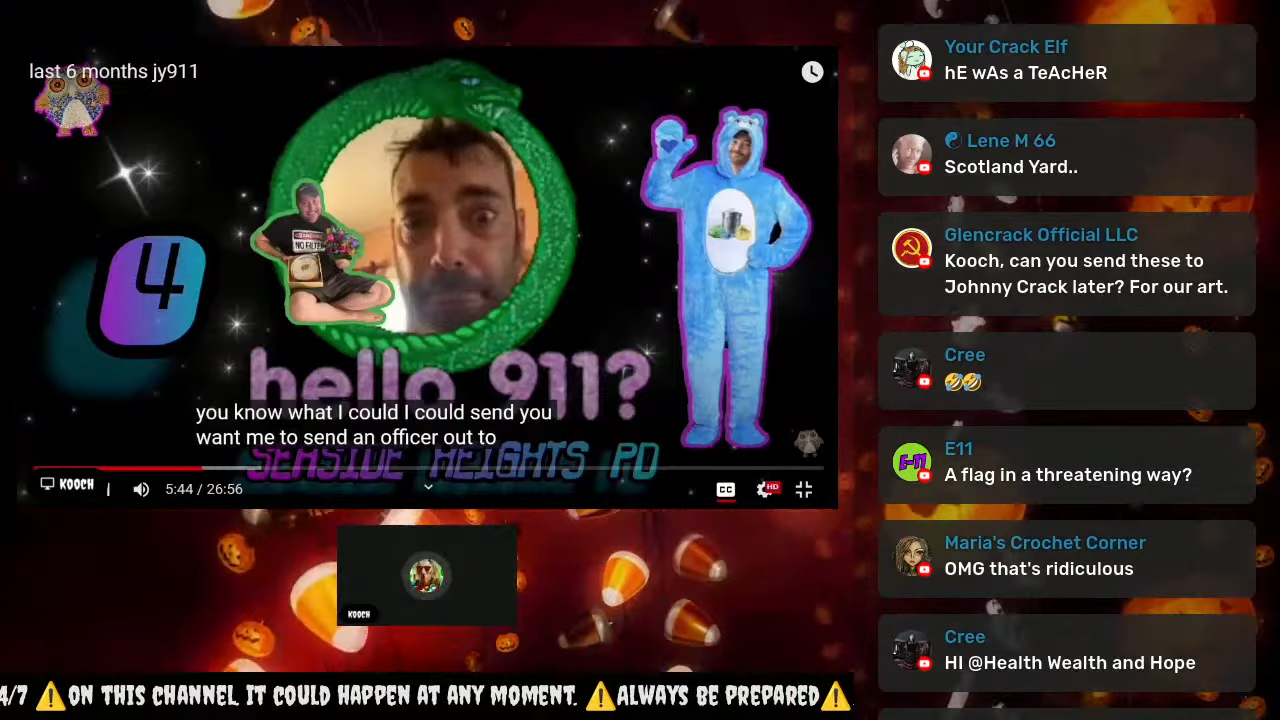 last 6 months jy911
NO FILTER
4
hello 911?
you know what I could I could send you
want me to send an officer out to
SEASIDE HEIGHTS PD
KOOCH
5:44 / 26:56
CC
HD
KOOCH
4/7 ⚠️ON THIS CHANNEL. IT COULD HAPPEN AT ANY MOMENT. ⚠️ALWAYS BE PREPARED⚠️
Your Crack Elf
hE wAs a TeAcHeR
Lene M 66
Scotland Yard..
Glencrack Official LLC
Kooch, can you send these to
Johnny Crack later? For our art.
Cree
🤣🤣
E-11
E11
A flag in a threatening way?
Maria's Crochet Corner
OMG that's ridiculous
Cree
HI @Health Wealth and Hope